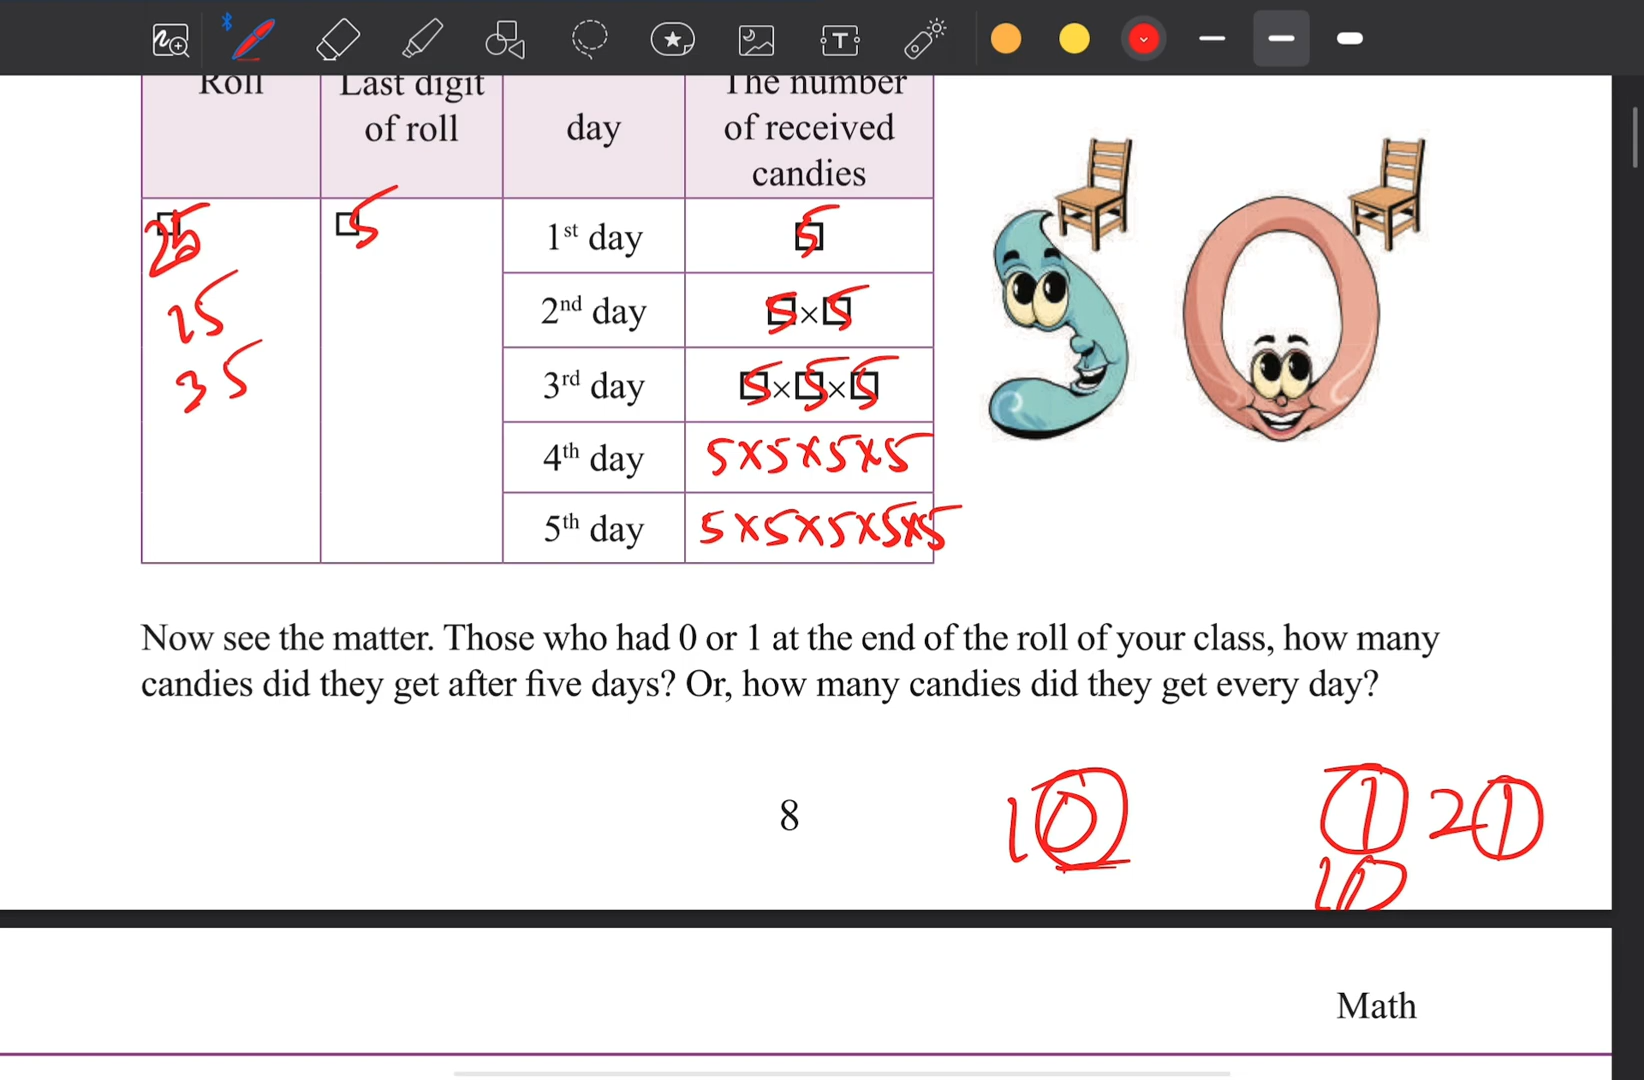 Roll
Last digit of roll
day
The number of received candies
25
25
35
5
1st day
5
2nd day
5×5
3rd day
5×5×5
4th day
5×5×5×5
5th day
5×5×5×5×5
Now see the matter. Those who had 0 or 1 at the end of the roll of your class, how many
candies did they get after five days? Or, how many candies did they get every day?
8
10
1 21
Math